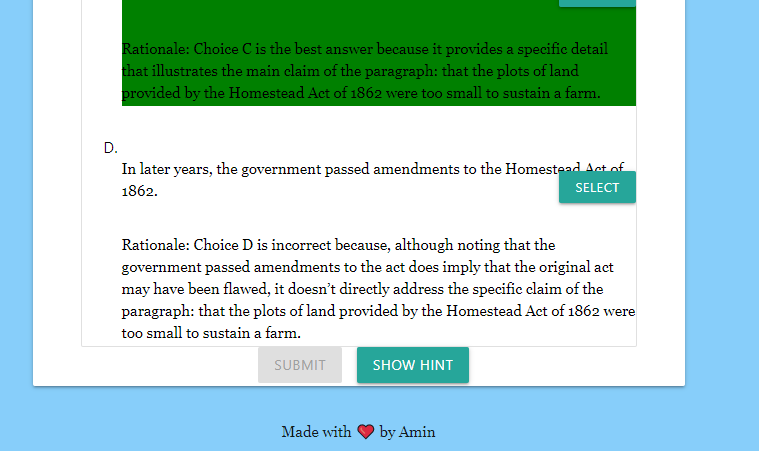 Rationale: Choice C is the best answer because it provides a specific detail
that illustrates the main claim of the paragraph: that the plots of land
provided by the Homestead Act of 1862 were too small to sustain a farm.
D.
In later years, the government passed amendments to the Homestead Act of
1862.
SELECT
Rationale: Choice D is incorrect because, although noting that the
government passed amendments to the act does imply that the original act
may have been flawed, it doesn’t directly address the specific claim of the
paragraph: that the plots of land provided by the Homestead Act of 1862 were
too small to sustain a farm.
SUBMIT SHOW HINT
Made with ❤ by Amin